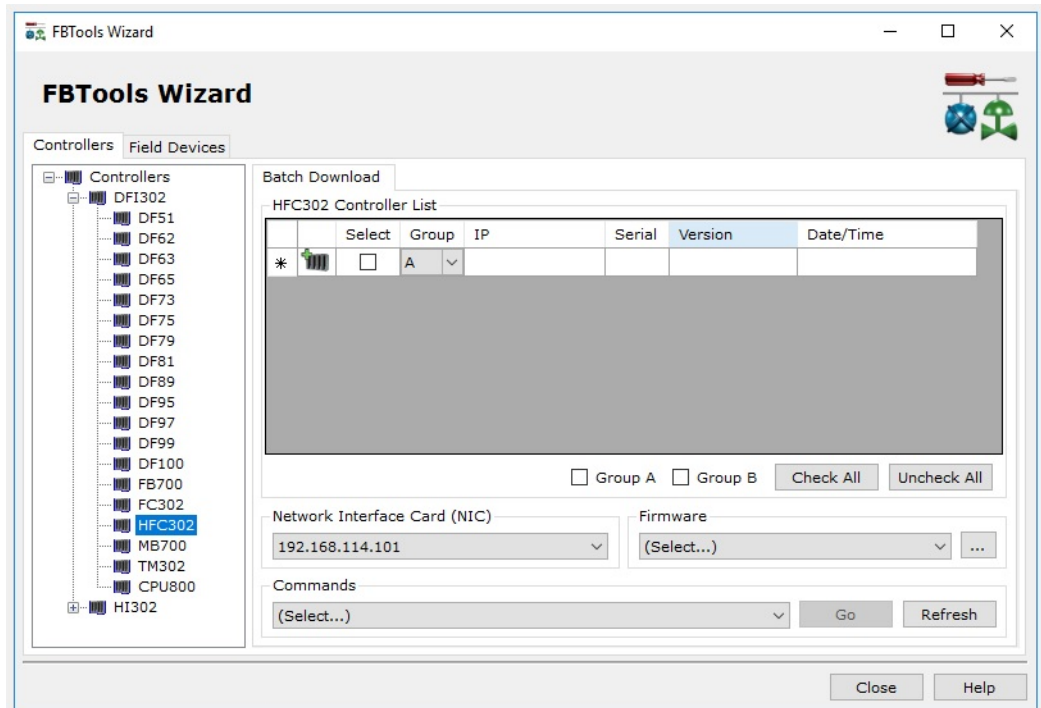 FBTools Wizard
FBTools Wizard
Controllers Field Devices
Controllers
DFI302
DF51
DF62
DF63
DF65
DF73
DF75
DF79
DF81
DF89
DF95
DF97
DF99
DF100
FB700
FC302
HFC302
MB700
TM302
CPU800
HI302
Batch Download
HFC302 Controller List
Select Group IP Serial Version Date/Time
* A
Group A Group B Check All Uncheck All
Network Interface Card (NIC) Firmware
192.168.114.101 (Select...) ...
Commands
(Select...) Go Refresh
Close Help